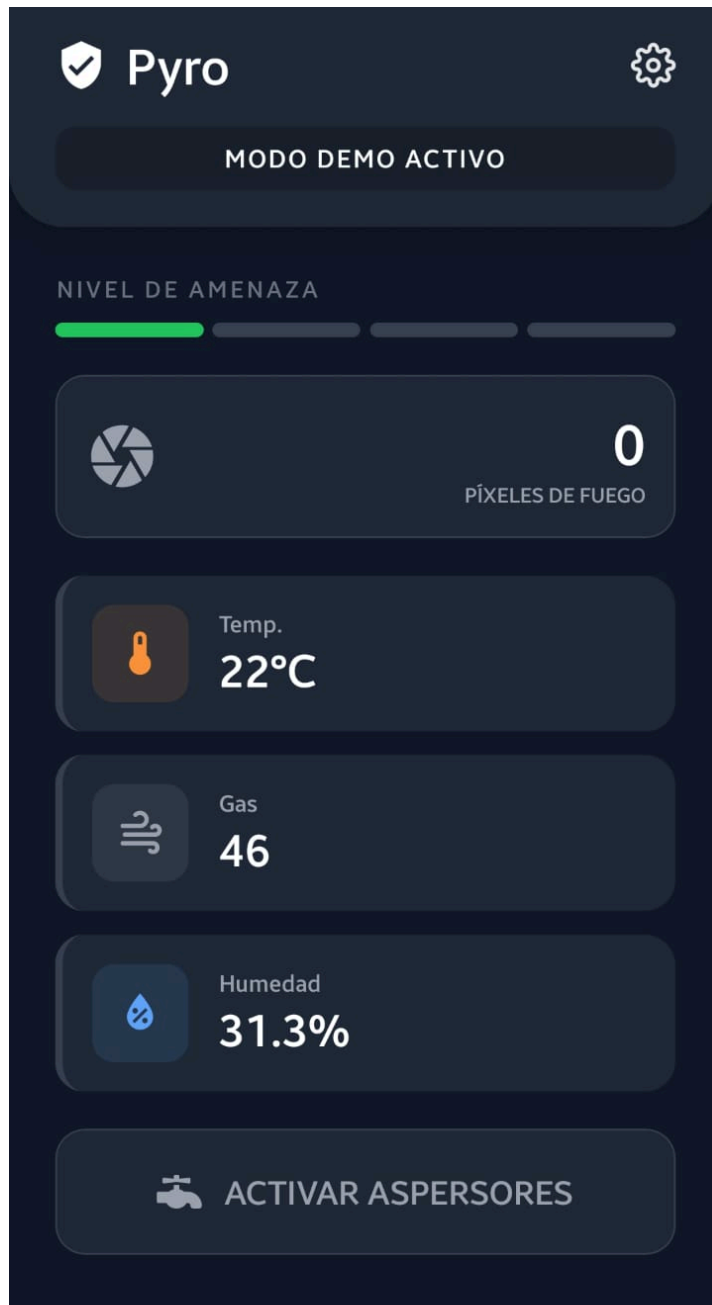 Pyro
MODO DEMO ACTIVO
NIVEL DE AMENAZA
0
PÍXELES DE FUEGO
Temp.
22°C
Gas
46
Humedad
31.3%
ACTIVAR ASPERSORES